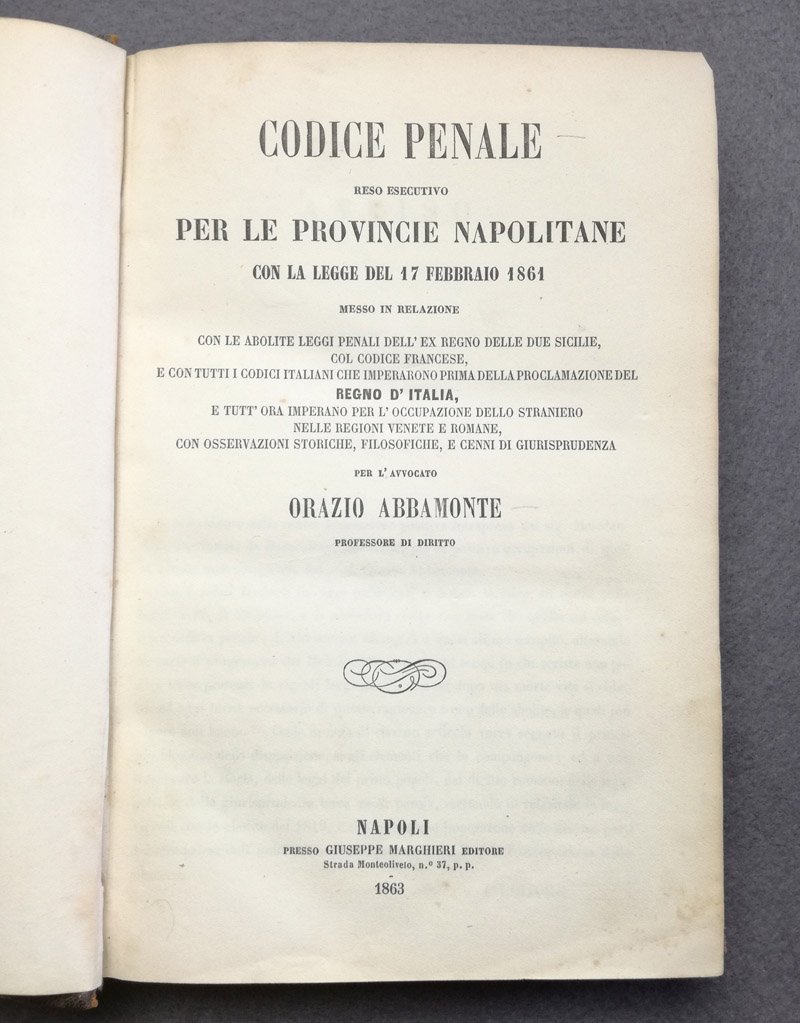 CODICE PENALE
RESO ESECUTIVO
PER LE PROVINCIE NAPOLITANE
CON LA LEGGE DEL 17 FEBBRAIO 1861
MESSO IN RELAZIONE
CON LE ABOLITE LEGGI PENALI DELL' EX REGNO DELLE DUE SICILIE,
COL CODICE FRANCESE,
E CON TUTTI I CODICI ITALIANI CHE IMPERARONO PRIMA DELLA PROCLAMAZIONE DEL
REGNO D' ITALIA,
E TUTT' ORA IMPERANO PER L' OCCUPAZIONE DELLO STRANIERO
NELLE REGIONI VENETE E ROMANE,
CON OSSERVAZIONI STORICHE, FILOSOFICHE, E CENNI DI GIURISPRUDENZA
PER L' AVVOCATO
ORAZIO ABBAMONTE
PROFESSORE DI DIRITTO
NAPOLI
PRESSO GIUSEPPE MARGHIERI EDITORE
Strada Monteoliveto, n.º 37, p. p.
1863